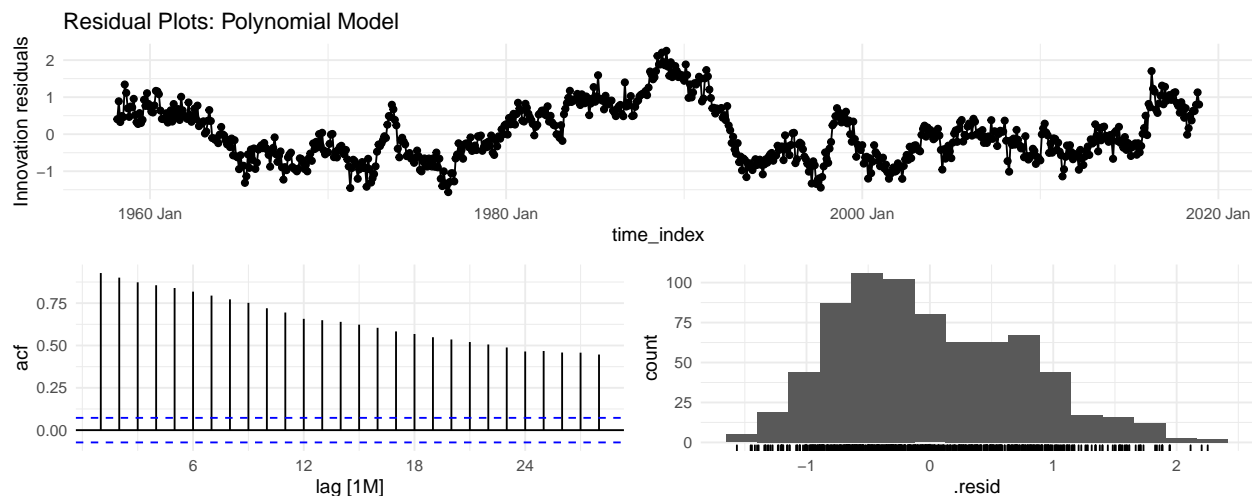 Residual Plots: Polynomial Model
Innovation residuals
2
1
0
−1
1960 Jan
1980 Jan
2000 Jan
2020 Jan
time_index
acf
0.75
0.50
0.25
0.00
6
12
18
24
lag [1M]
count
100
75
50
25
0
−1
0
1
2
.resid